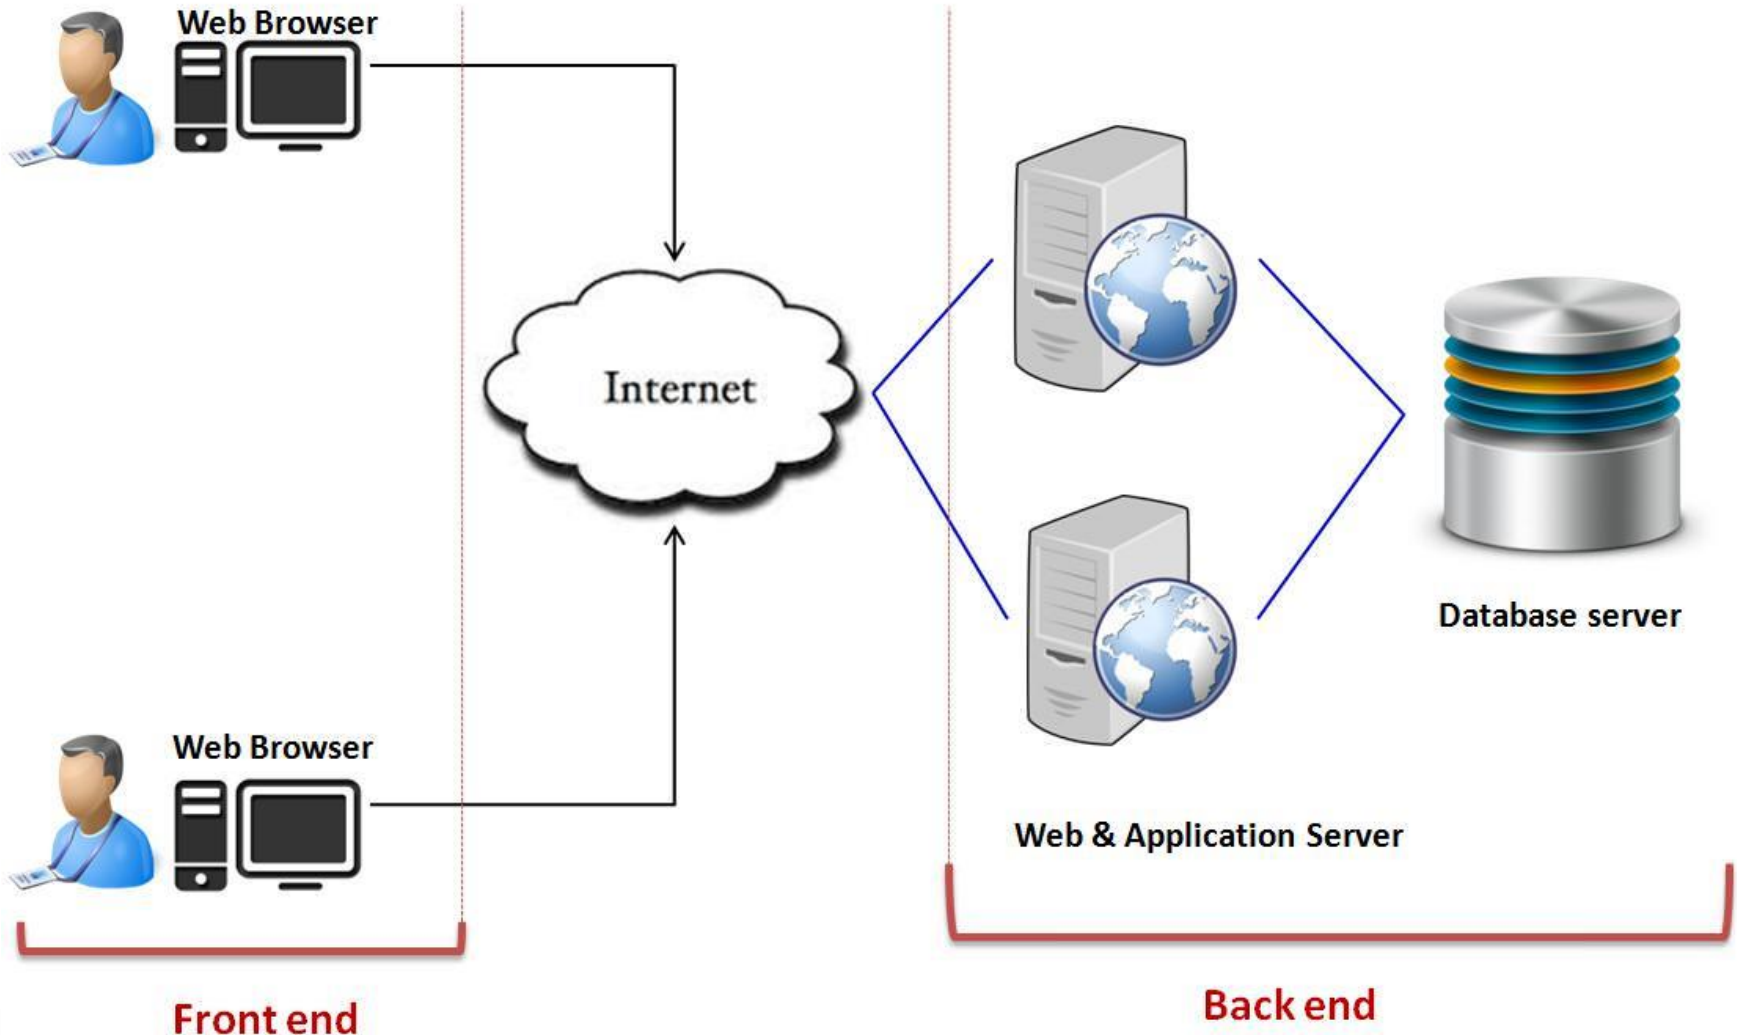 Web Browser
Internet
Database server
Web Browser
Web & Application Server
Front end
Back end